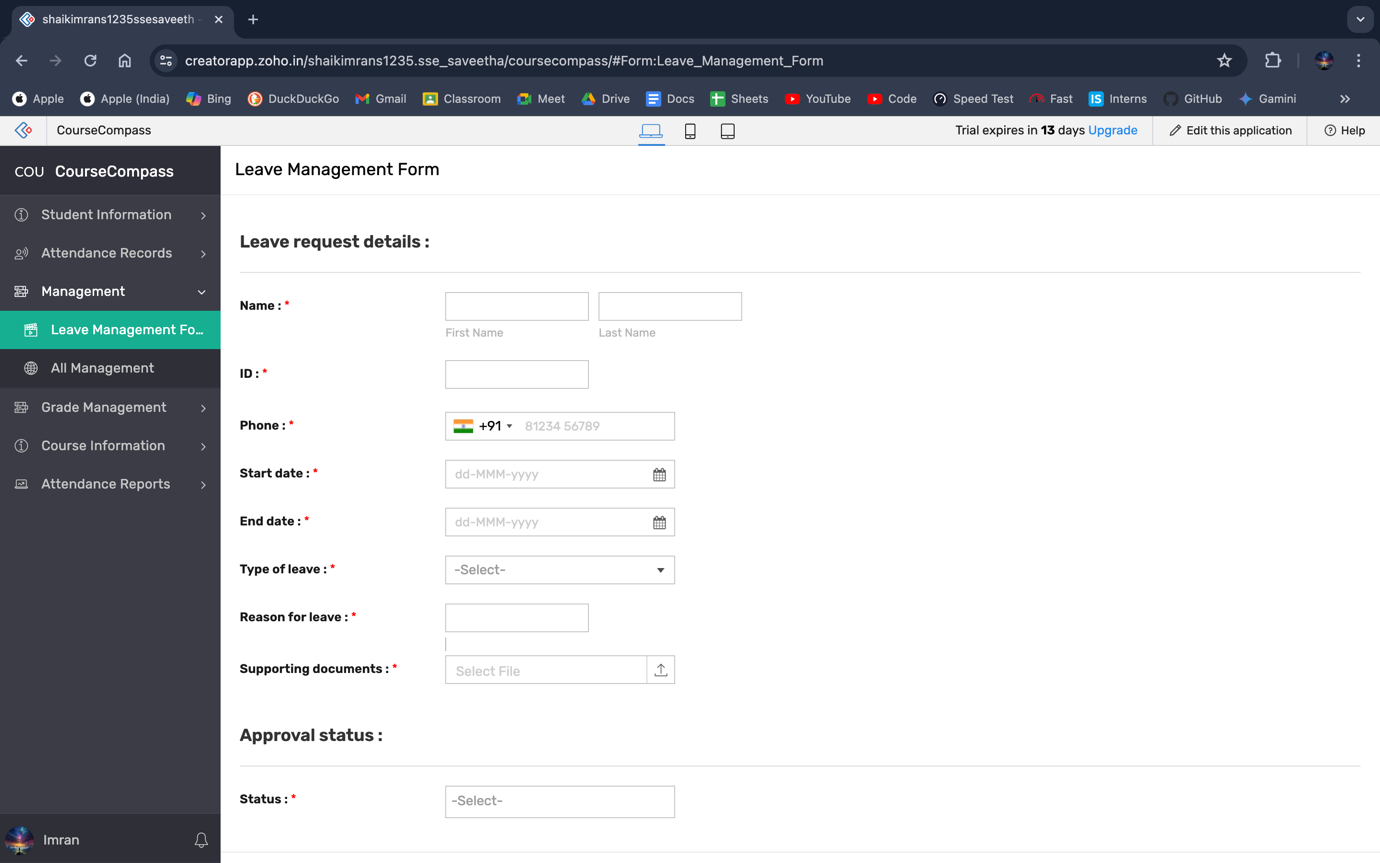 shaikimrans1235ssesaveeth
creatorapp.zoho.in/shaikimrans1235.sse_saveetha/coursecompass/#Form:Leave_Management_Form
Apple Apple (India) Bing DuckDuckGo Gmail Classroom Meet Drive Docs Sheets YouTube Code Speed Test Fast IS Interns GitHub Gamini
CourseCompass Trial expires in 13 days Upgrade Edit this application Help
COU CourseCompass
Student Information
Attendance Records
Management
Leave Management Fo...
All Management
Grade Management
Course Information
Attendance Reports
Imran
Leave Management Form
Leave request details :
Name : *
First Name Last Name
ID : *
Phone : * +91 81234 56789
Start date : * dd-MMM-yyyy
End date : * dd-MMM-yyyy
Type of leave : * -Select-
Reason for leave : *
Supporting documents : * Select File
Approval status :
Status : * -Select-